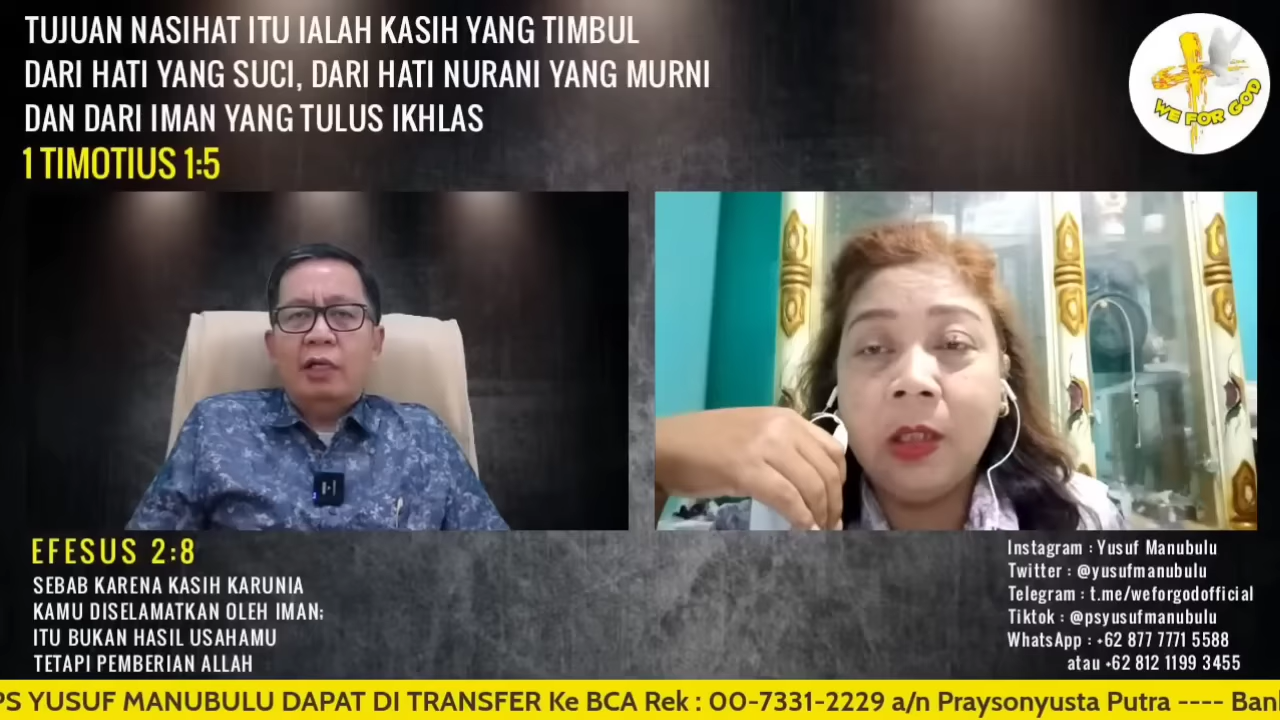 TUJUAN NASIHAT ITU IALAH KASIH YANG TIMBUL
DARI HATI YANG SUCI, DARI HATI NURANI YANG MURNI
DAN DARI IMAN YANG TULUS IKHLAS
1 TIMOTIUS 1:5
WE FOR GOD
EFESUS 2:8
SEBAB KARENA KASIH KARUNIA
KAMU DISELAMATKAN OLEH IMAN;
ITU BUKAN HASIL USAHAMU
TETAPI PEMBERIAN ALLAH
Instagram : Yusuf Manubulu
Twitter : @yusufmanubulu
Telegram : t.me/weforgodofficial
Tiktok : @psyusufmanubulu
WhatsApp : +62 877 7771 5588
atau +62 812 1199 3455
PS YUSUF MANUBULU DAPAT DI TRANSFER Ke BCA Rek : 00-7331-2229 a/n Praysonyusta Putra ---- Ban